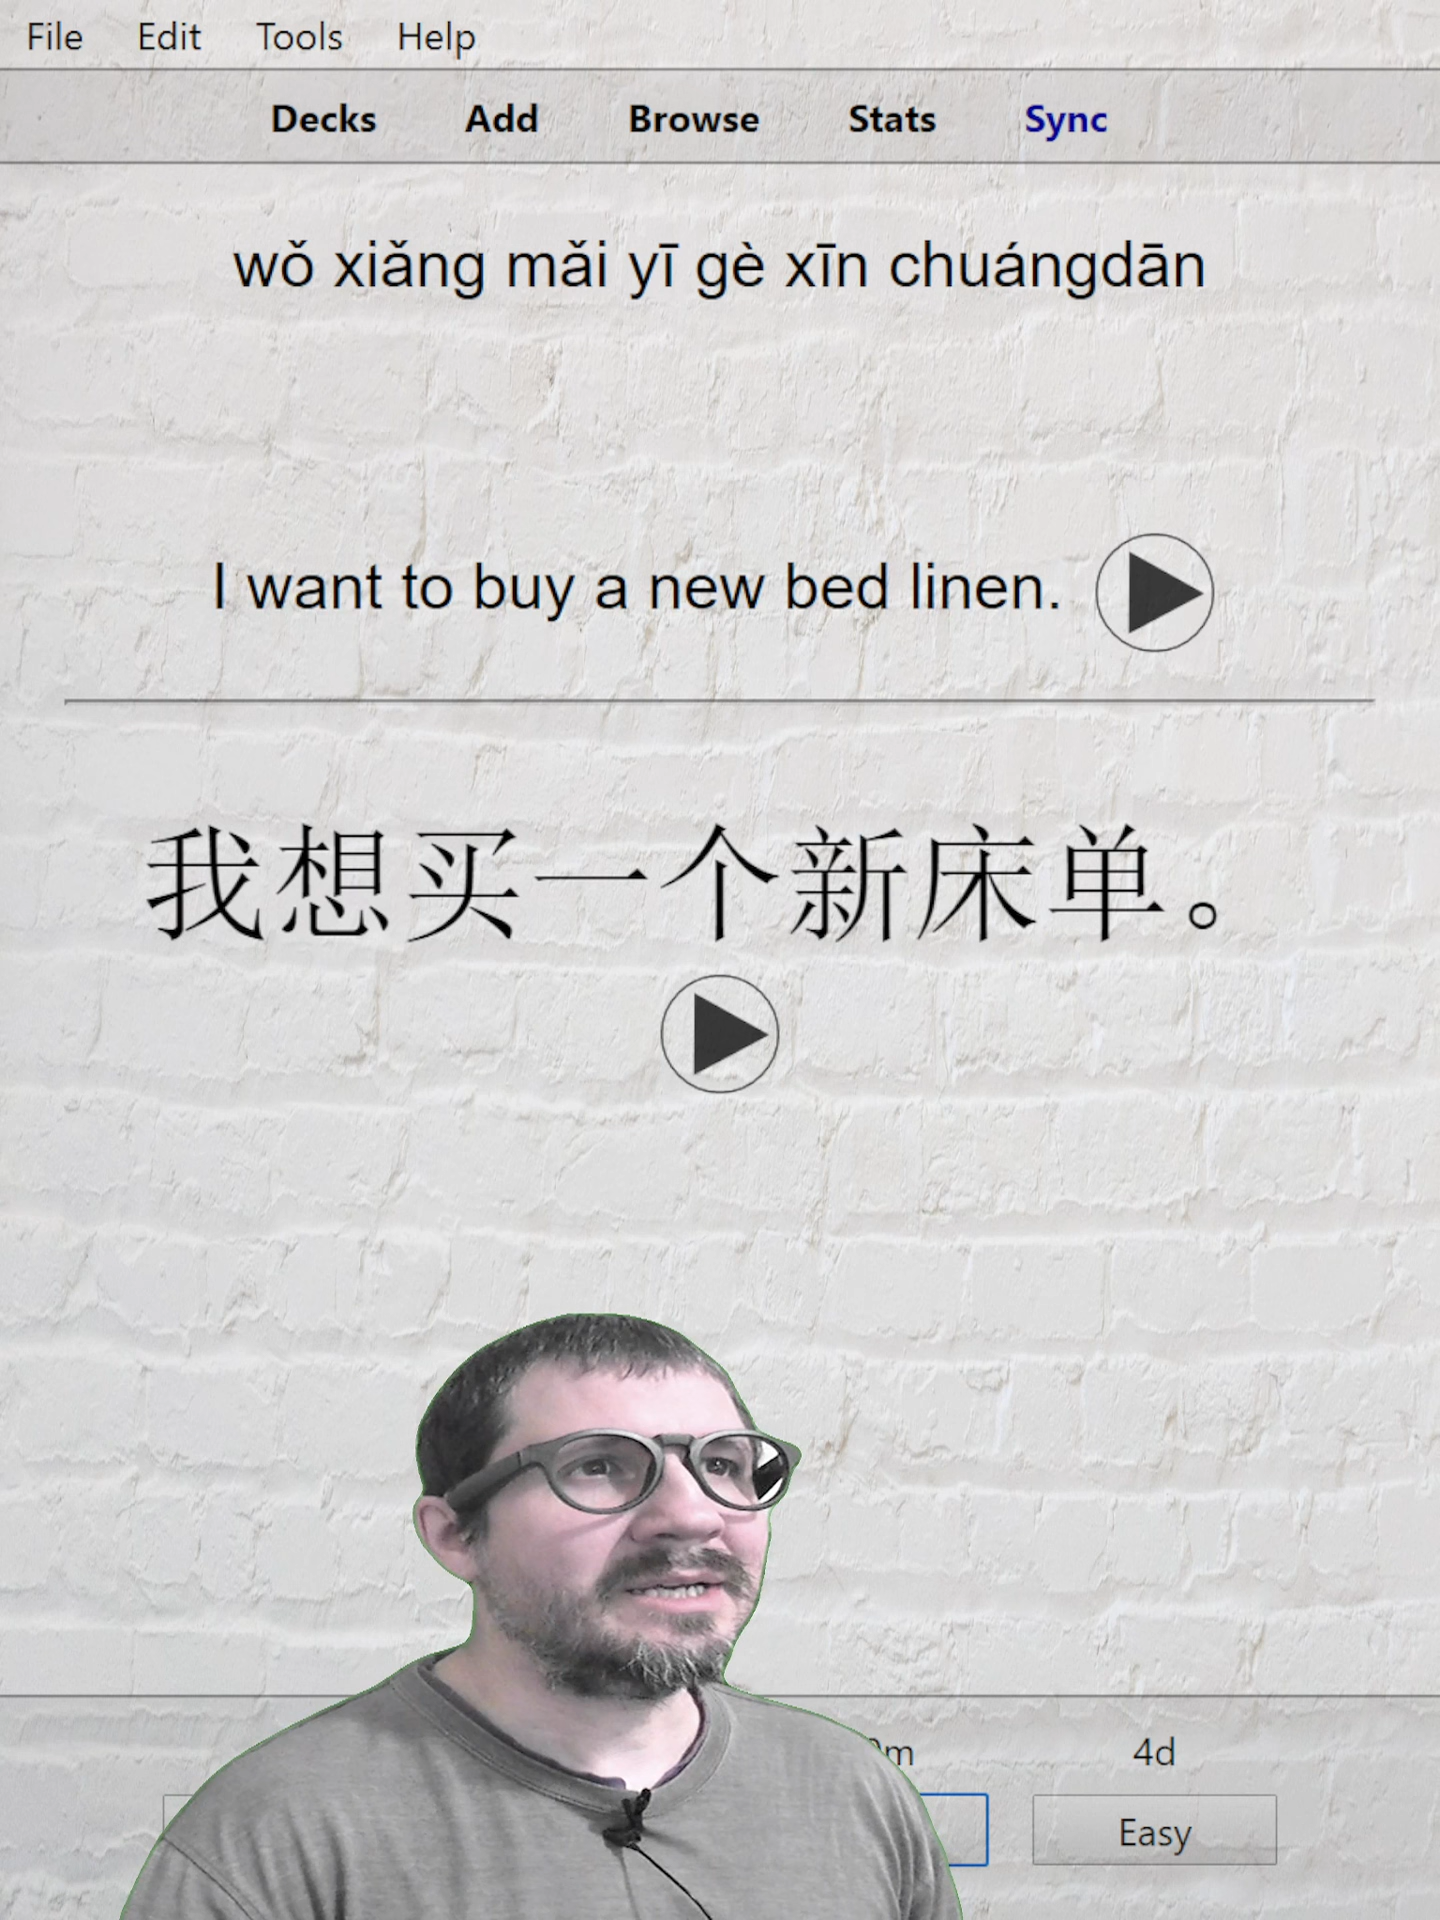 File Edit Tools Help
Decks Add Browse Stats Sync
wǒ xiǎng mǎi yī gè xīn chuángdān
I want to buy a new bed linen.
我想买一个新床单。
4d
Easy